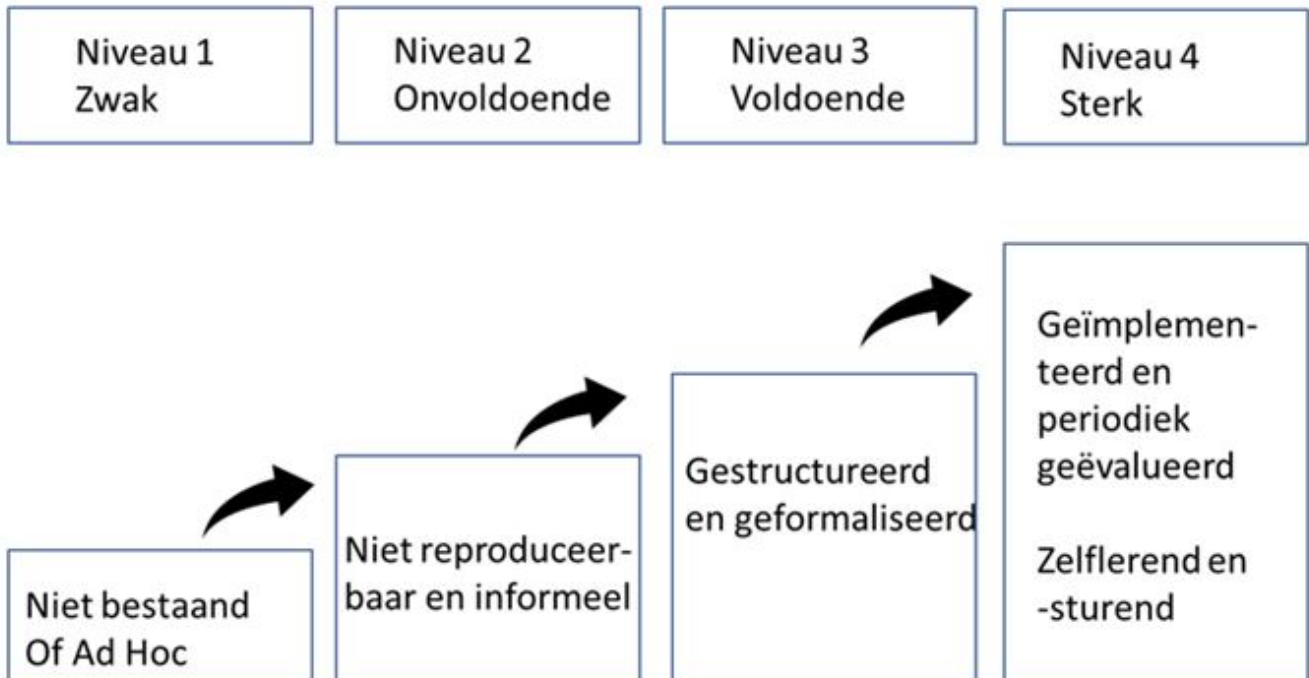 Niveau 1
Zwak
Niveau 2
Onvoldoende
Niveau 3
Voldoende
Niveau 4
Sterk
Niet bestaand
Of Ad Hoc
Niet reproduceer-
baar en informeel
Gestructureerd
en geformaliseerd
Geïmplemen-
teerd en
periodiek
geëvalueerd
Zelflerend en
-sturend